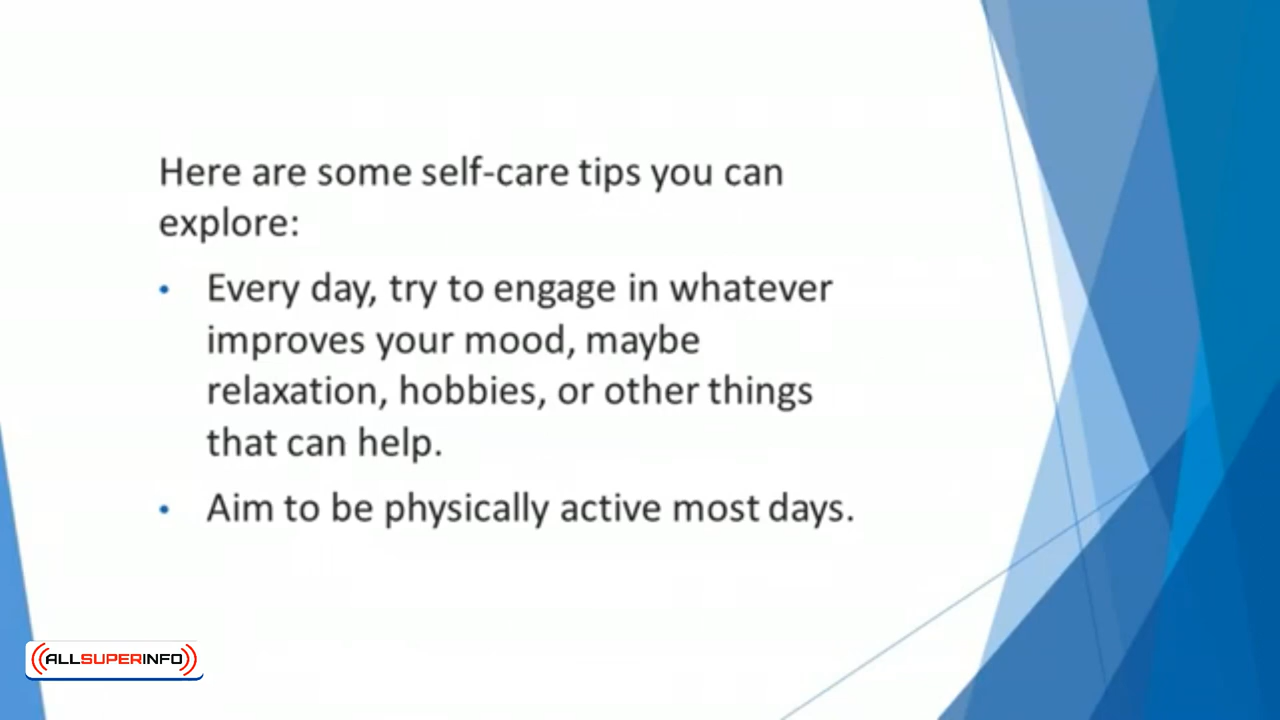 Here are some self-care tips you can
explore:
• Every day, try to engage in whatever
improves your mood, maybe
relaxation, hobbies, or other things
that can help.
• Aim to be physically active most days.
ALLSUPERINFO